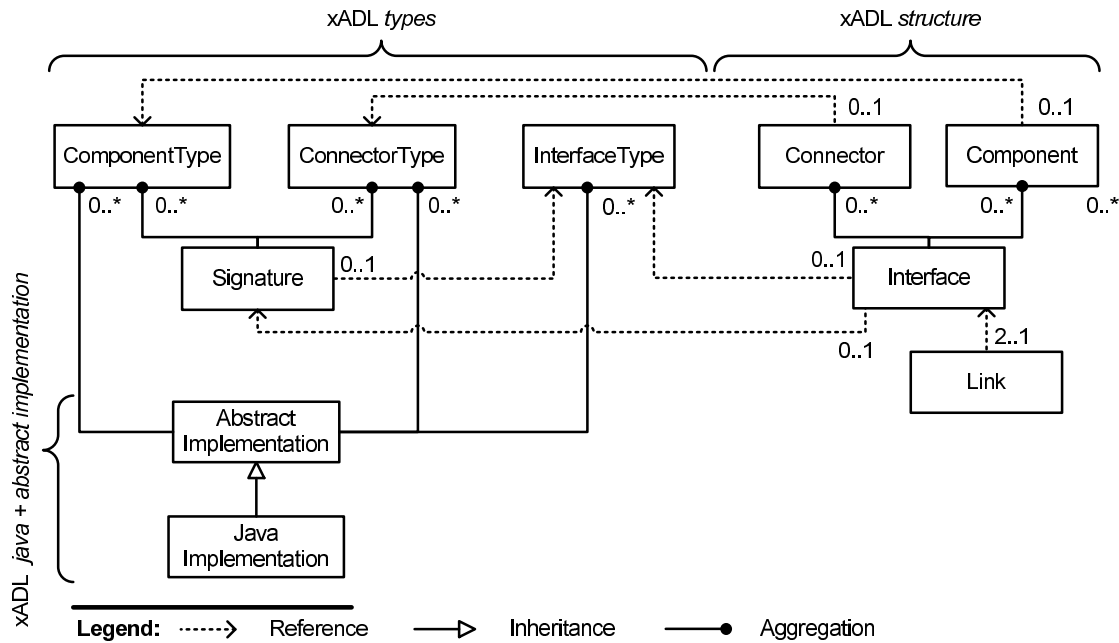 xADL types
xADL structure
0..1
0..1
ComponentType
ConnectorType
InterfaceType
Connector
Component
0..*
0..*
0..*
0..*
0..*
0..*
0..*
0..*
Signature
0..1
0..1
Interface
0..1
2..1
Link
xADL java + abstract implementation
Abstract
Implementation
Java
Implementation
Legend:
Reference
Inheritance
Aggregation